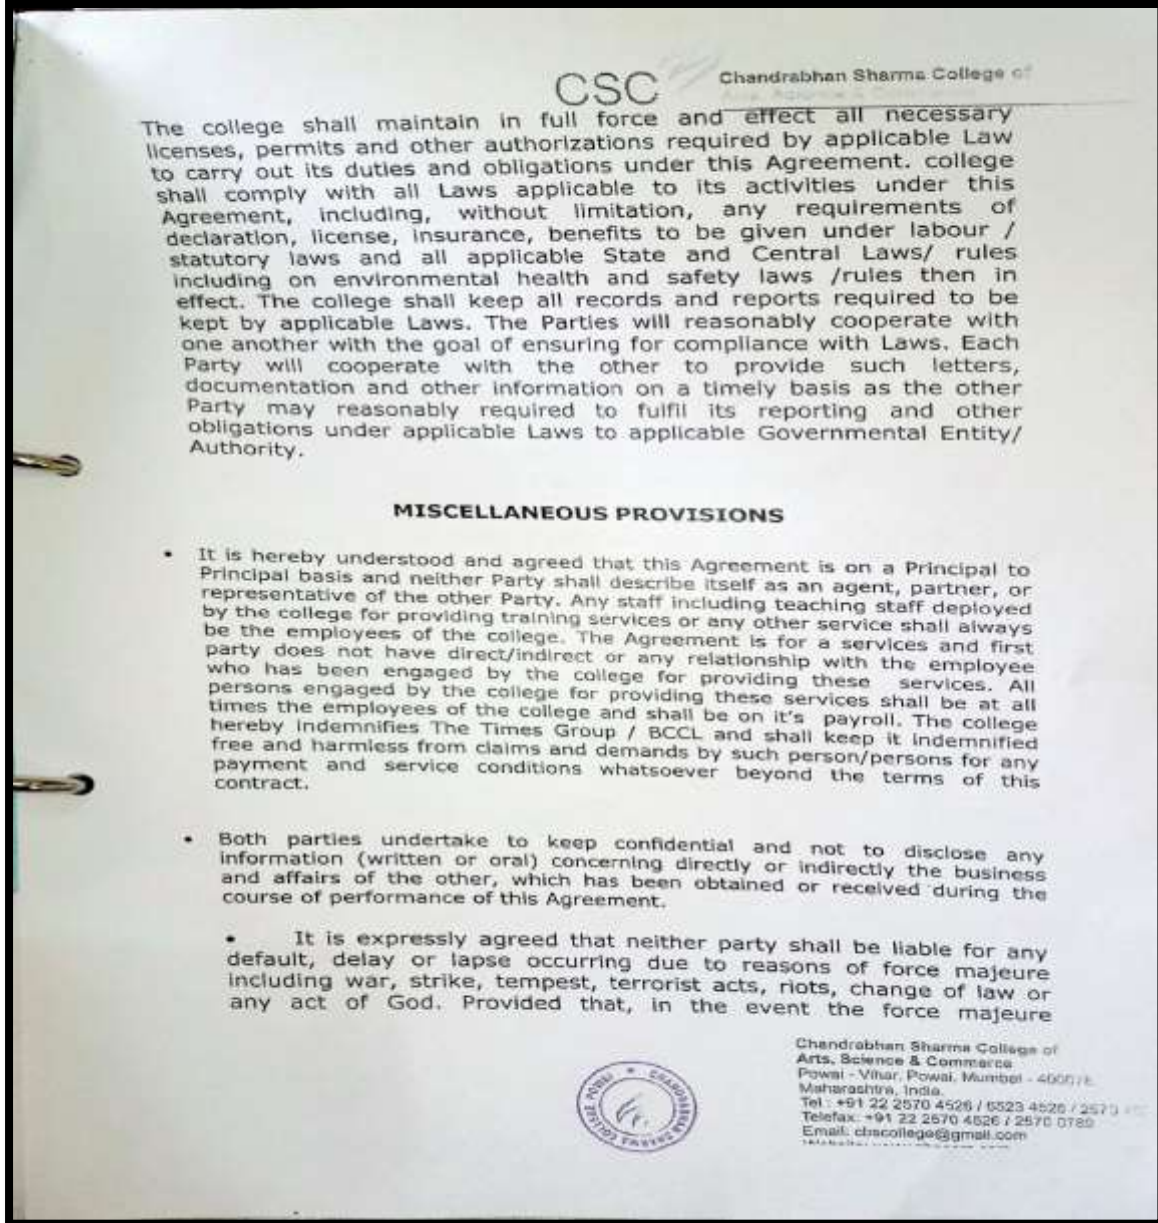 CSC
Chandrabhan Sharma College of
Arts, Science & Commerce
The college shall maintain in full force and effect all necessary
licenses, permits and other authorizations required by applicable Law
to carry out its duties and obligations under this Agreement. college
shall comply with all Laws applicable to its activities under this
Agreement, including, without limitation, any requirements of
declaration, license, insurance, benefits to be given under labour /
statutory laws and all applicable State and Central Laws/ rules
including on environmental health and safety laws /rules then in
effect. The college shall keep all records and reports required to be
kept by applicable Laws. The Parties will reasonably cooperate with
one another with the goal of ensuring for compliance with Laws. Each
Party will cooperate with the other to provide such letters,
documentation and other information on a timely basis as the other
Party may reasonably required to fulfil its reporting and other
obligations under applicable Laws to applicable Governmental Entity/
Authority.
MISCELLANEOUS PROVISIONS
• It is hereby understood and agreed that this Agreement is on a Principal to
Principal basis and neither Party shall describe itself as an agent, partner, or
representative of the other Party. Any staff including teaching staff deployed
by the college for providing training services or any other service shall always
be the employees of the college. The Agreement is for a services and first
party does not have direct/indirect or any relationship with the employee
who has been engaged by the college for providing these services. All
persons engaged by the college for providing these services shall be at all
times the employees of the college and shall be on it's payroll. The college
hereby indemnifies The Times Group / BCCL and shall keep it indemnified
free and harmless from claims and demands by such person/persons for any
payment and service conditions whatsoever beyond the terms of this
contract.
• Both parties undertake to keep confidential and not to disclose any
information (written or oral) concerning directly or indirectly the business
and affairs of the other, which has been obtained or received during the
course of performance of this Agreement.
• It is expressly agreed that neither party shall be liable for any
default, delay or lapse occurring due to reasons of force majeure
including war, strike, tempest, terrorist acts, riots, change of law or
any act of God. Provided that, in the event the force majeure
Chandrabhan Sharma College of
Arts, Science & Commerce
Powai - Vihar, Powai, Mumbai - 400076
Maharashtra, India.
Tel : +91 22 2570 4526 / 6523 4526 / 2570
Telefax: +91 22 2570 4526 / 2570 0789
Email: cbscollege@gmail.com
CHANDRABHAN SHARMA COLLEGE POWAI